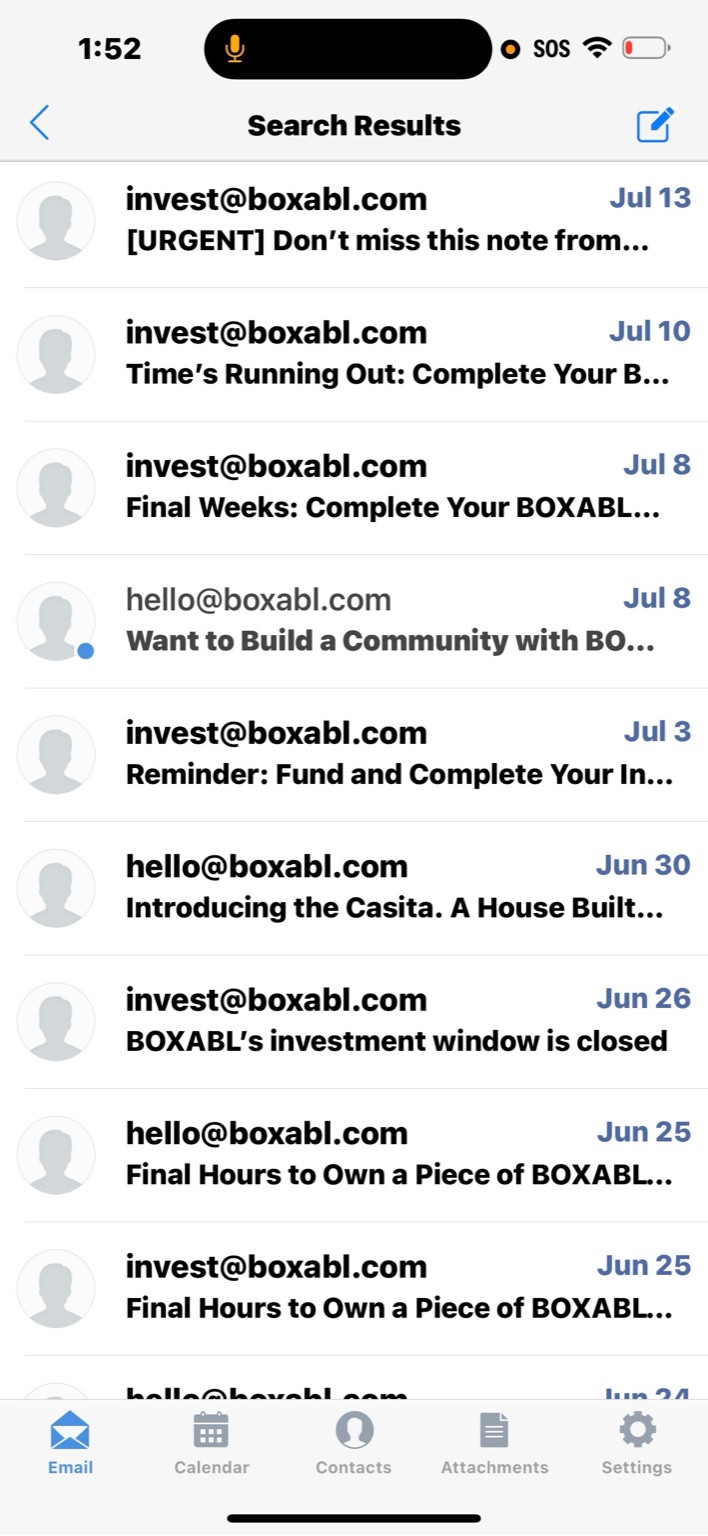 1:52
SOS
Search Results
invest@boxabl.com
Jul 13
[URGENT] Don’t miss this note from...
invest@boxabl.com
Jul 10
Time’s Running Out: Complete Your B...
invest@boxabl.com
Jul 8
Final Weeks: Complete Your BOXABL...
hello@boxabl.com
Jul 8
Want to Build a Community with BO...
invest@boxabl.com
Jul 3
Reminder: Fund and Complete Your In...
hello@boxabl.com
Jun 30
Introducing the Casita. A House Built...
invest@boxabl.com
Jun 26
BOXABL’s investment window is closed
hello@boxabl.com
Jun 25
Final Hours to Own a Piece of BOXABL...
invest@boxabl.com
Jun 25
Final Hours to Own a Piece of BOXABL...
hello@boxabl.com
Jun 24
Email
Calendar
Contacts
Attachments
Settings